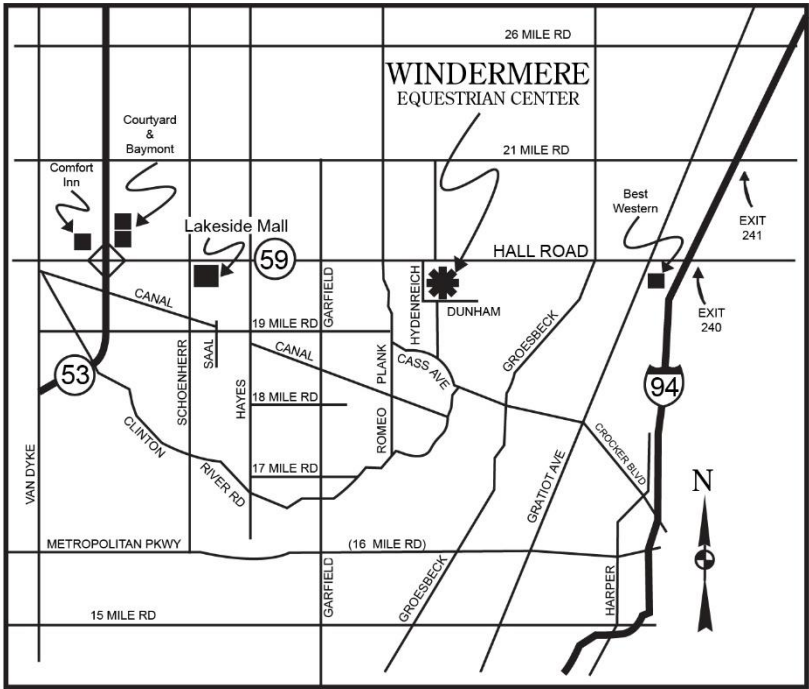 26 MILE RD
WINDERMERE
EQUESTRIAN CENTER
Courtyard
&
Baymont
21 MILE RD
Comfort
Inn
Best
Western
EXIT
241
Lakeside Mall
59
HALL ROAD
EXIT
240
CANAL
GARFIELD
HYDENREICH
DUNHAM
19 MILE RD
SAAL
CANAL
PLANK
CASS AVE
GROESBECK
53
94
SCHOENHERR
HAYES
18 MILE RD
ROMEO
CLINTON
RIVER RD
17 MILE RD
CROCKER BLVD
GRATIOT AVE
VAN DYKE
N
METROPOLITAN PKWY
(16 MILE RD)
GARFIELD
GROESBECK
HARPER
15 MILE RD